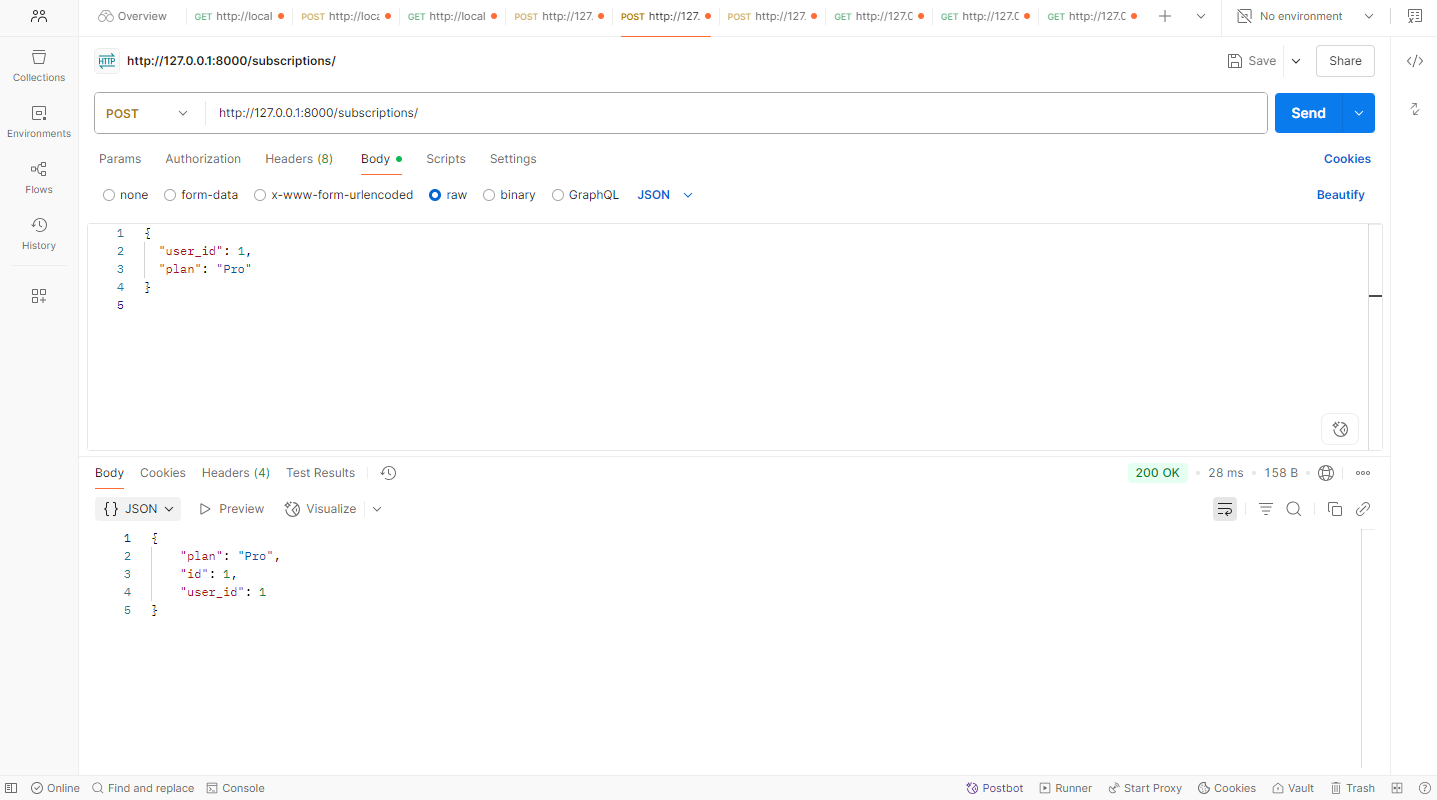 Overview GET http://local POST http://loca GET http://local POST http://127. POST http://127. POST http://127. GET http://127.0 GET http://127.0 GET http://127.0 No environment
HTTP http://127.0.0.1:8000/subscriptions/ Save Share
Collections
POST http://127.0.0.1:8000/subscriptions/ Send
Environments
Params Authorization Headers (8) Body Scripts Settings Cookies
none form-data x-www-form-urlencoded raw binary GraphQL JSON Beautify
Flows
History
1 {
2 "user_id": 1,
3 "plan": "Pro"
4 }
5
Body Cookies Headers (4) Test Results 200 OK 28 ms 158 B
{} JSON Preview Visualize
1 {
2 "plan": "Pro",
3 "id": 1,
4 "user_id": 1
5 }
Online Find and replace Console Postbot Runner Start Proxy Cookies Vault Trash